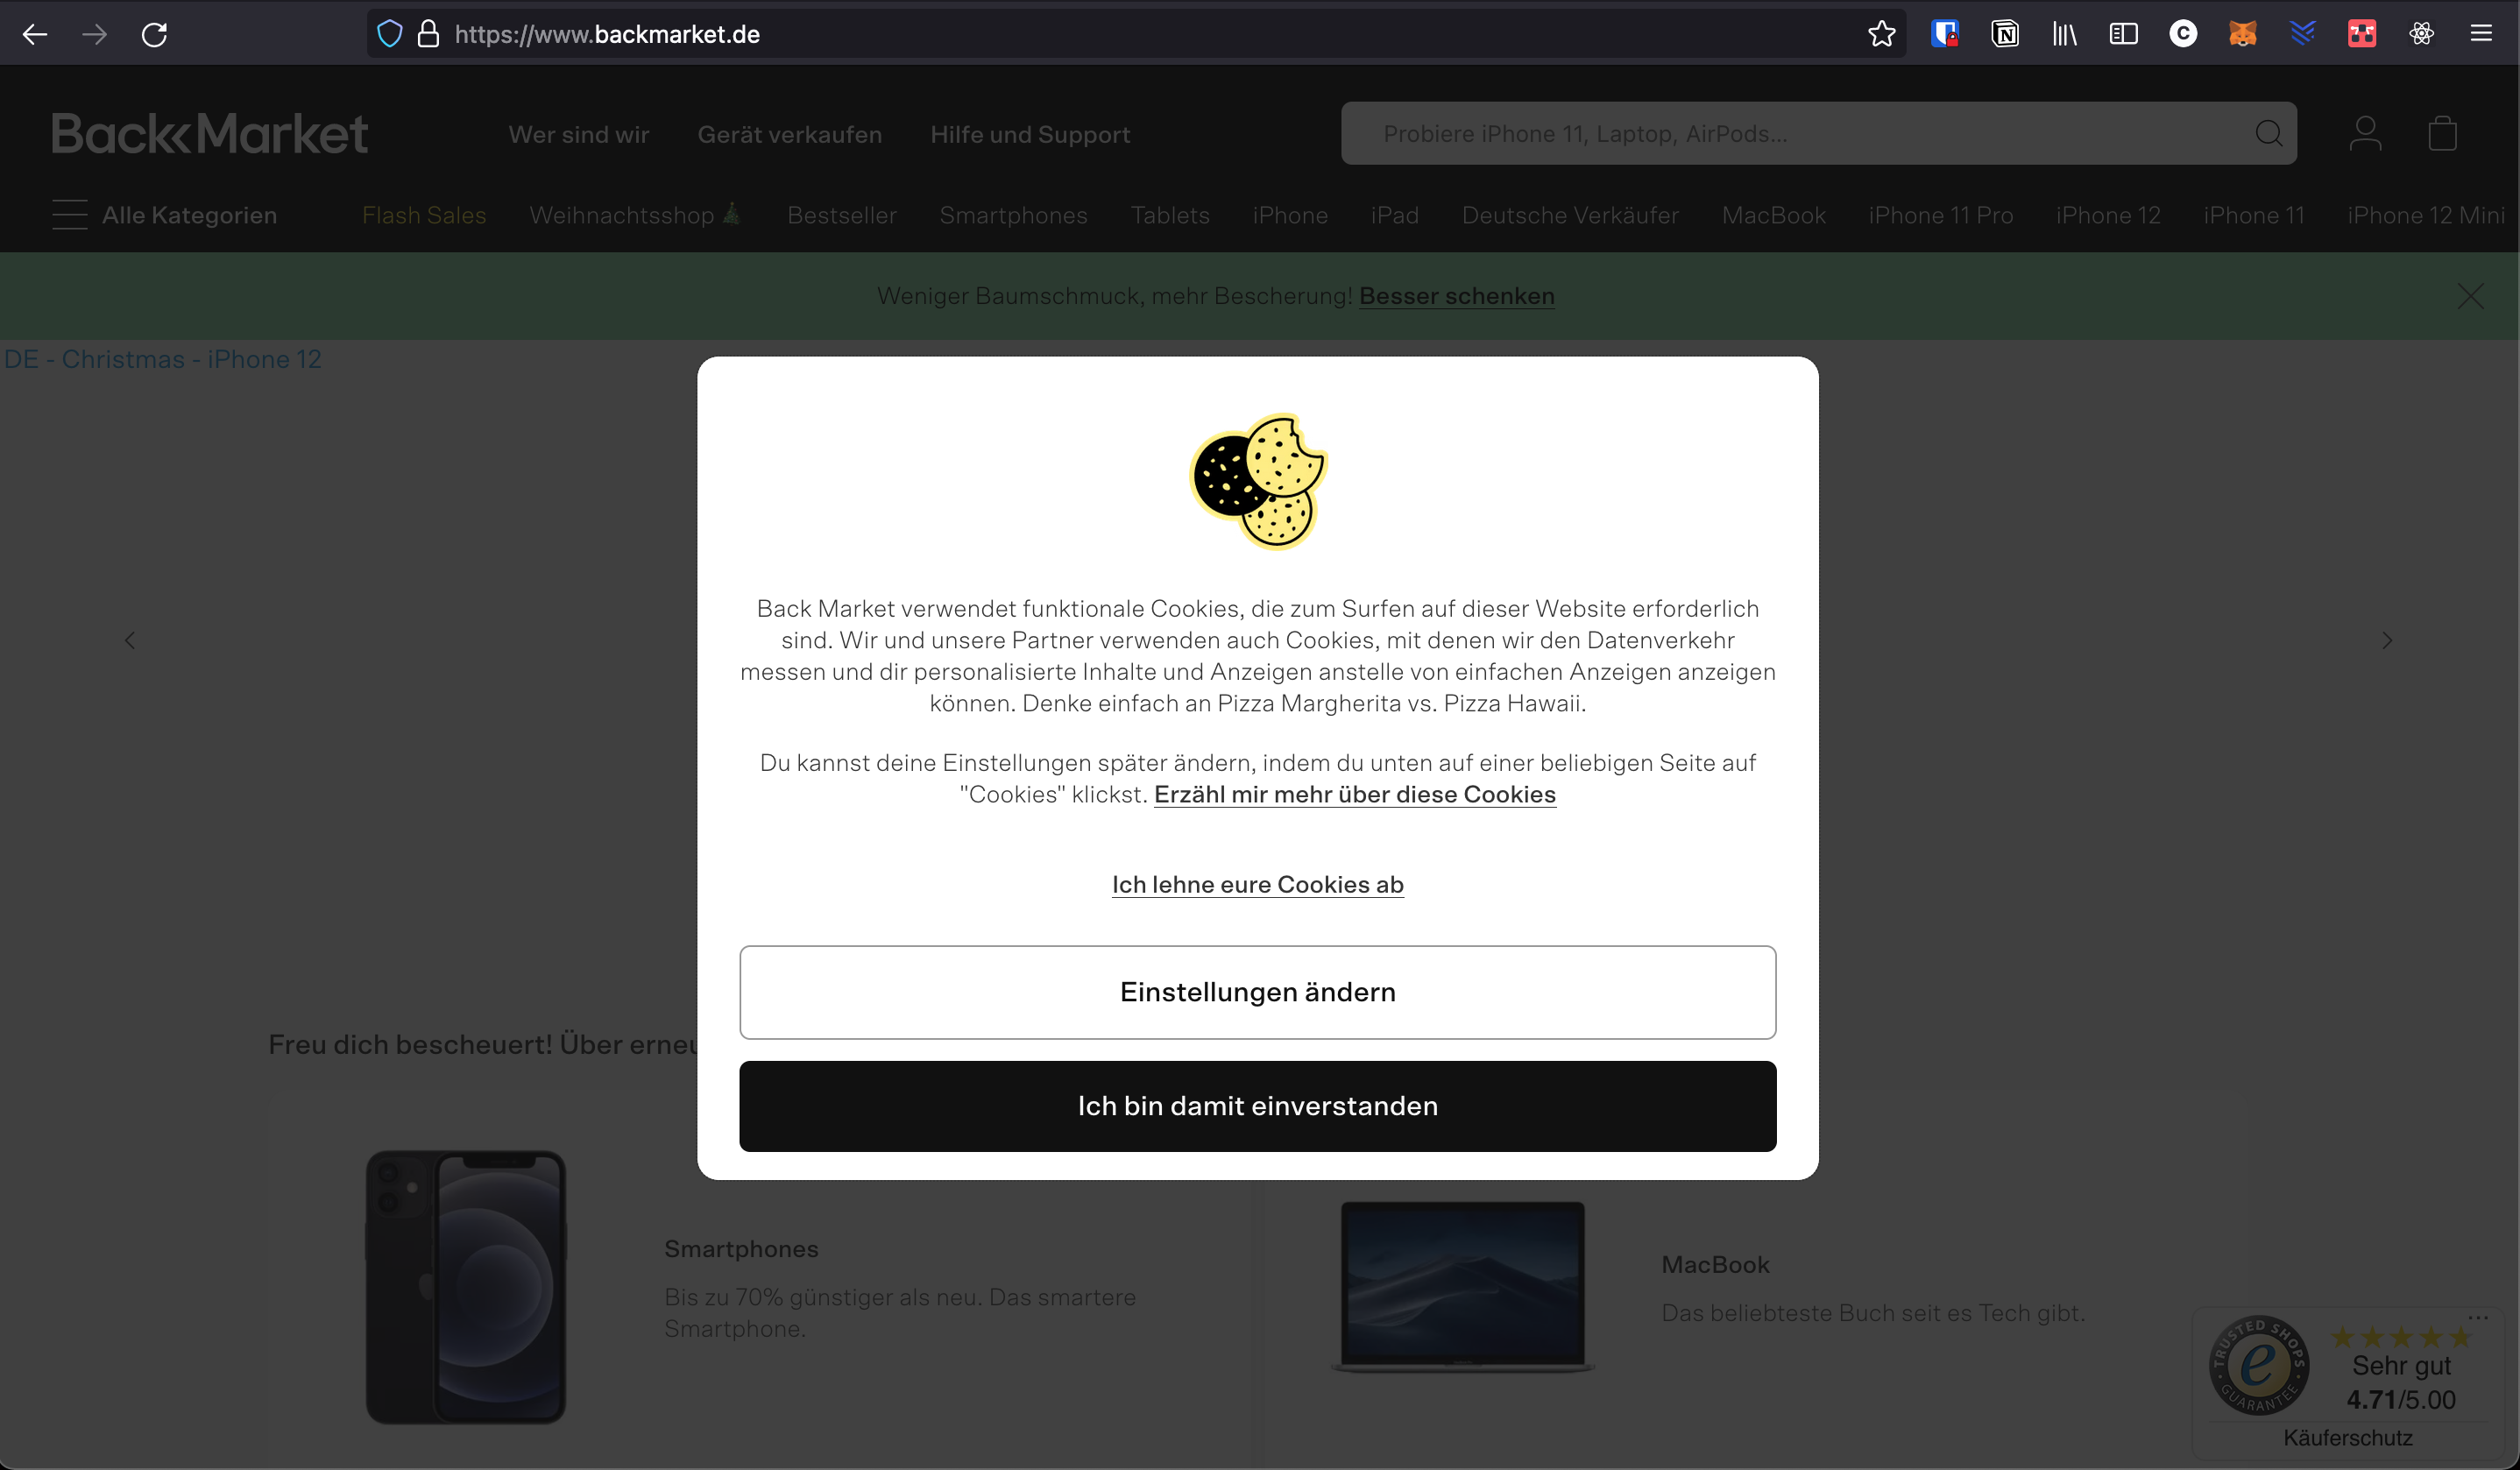 https://www.backmarket.de
Back Market
Wer sind wir
Gerät verkaufen
Hilfe und Support
Probiere iPhone 11, Laptop, AirPods...
Alle Kategorien
Flash Sales
Weihnachtsshop🎄
Bestseller
Smartphones
Tablets
iPhone
iPad
Deutsche Verkäufer
MacBook
iPhone 11 Pro
iPhone 12
iPhone 11
iPhone 12 Mini
Weniger Baumschmuck, mehr Bescherung! Besser schenken
DE - Christmas - iPhone 12
Back Market verwendet funktionale Cookies, die zum Surfen auf dieser Website erforderlich
sind. Wir und unsere Partner verwenden auch Cookies, mit denen wir den Datenverkehr
messen und dir personalisierte Inhalte und Anzeigen anstelle von einfachen Anzeigen anzeigen
können. Denke einfach an Pizza Margherita vs. Pizza Hawaii.
Du kannst deine Einstellungen später ändern, indem du unten auf einer beliebigen Seite auf
"Cookies" klickst. Erzähl mir mehr über diese Cookies
Ich lehne eure Cookies ab
Einstellungen ändern
Ich bin damit einverstanden
Freu dich bescheuert! Über erneu
Smartphones
Bis zu 70% günstiger als neu. Das smartere
Smartphone.
MacBook
Das beliebteste Buch seit es Tech gibt.
TRUSTED SHOPS
e
GUARANTEE
Sehr gut
4.71/5.00
Käuferschutz